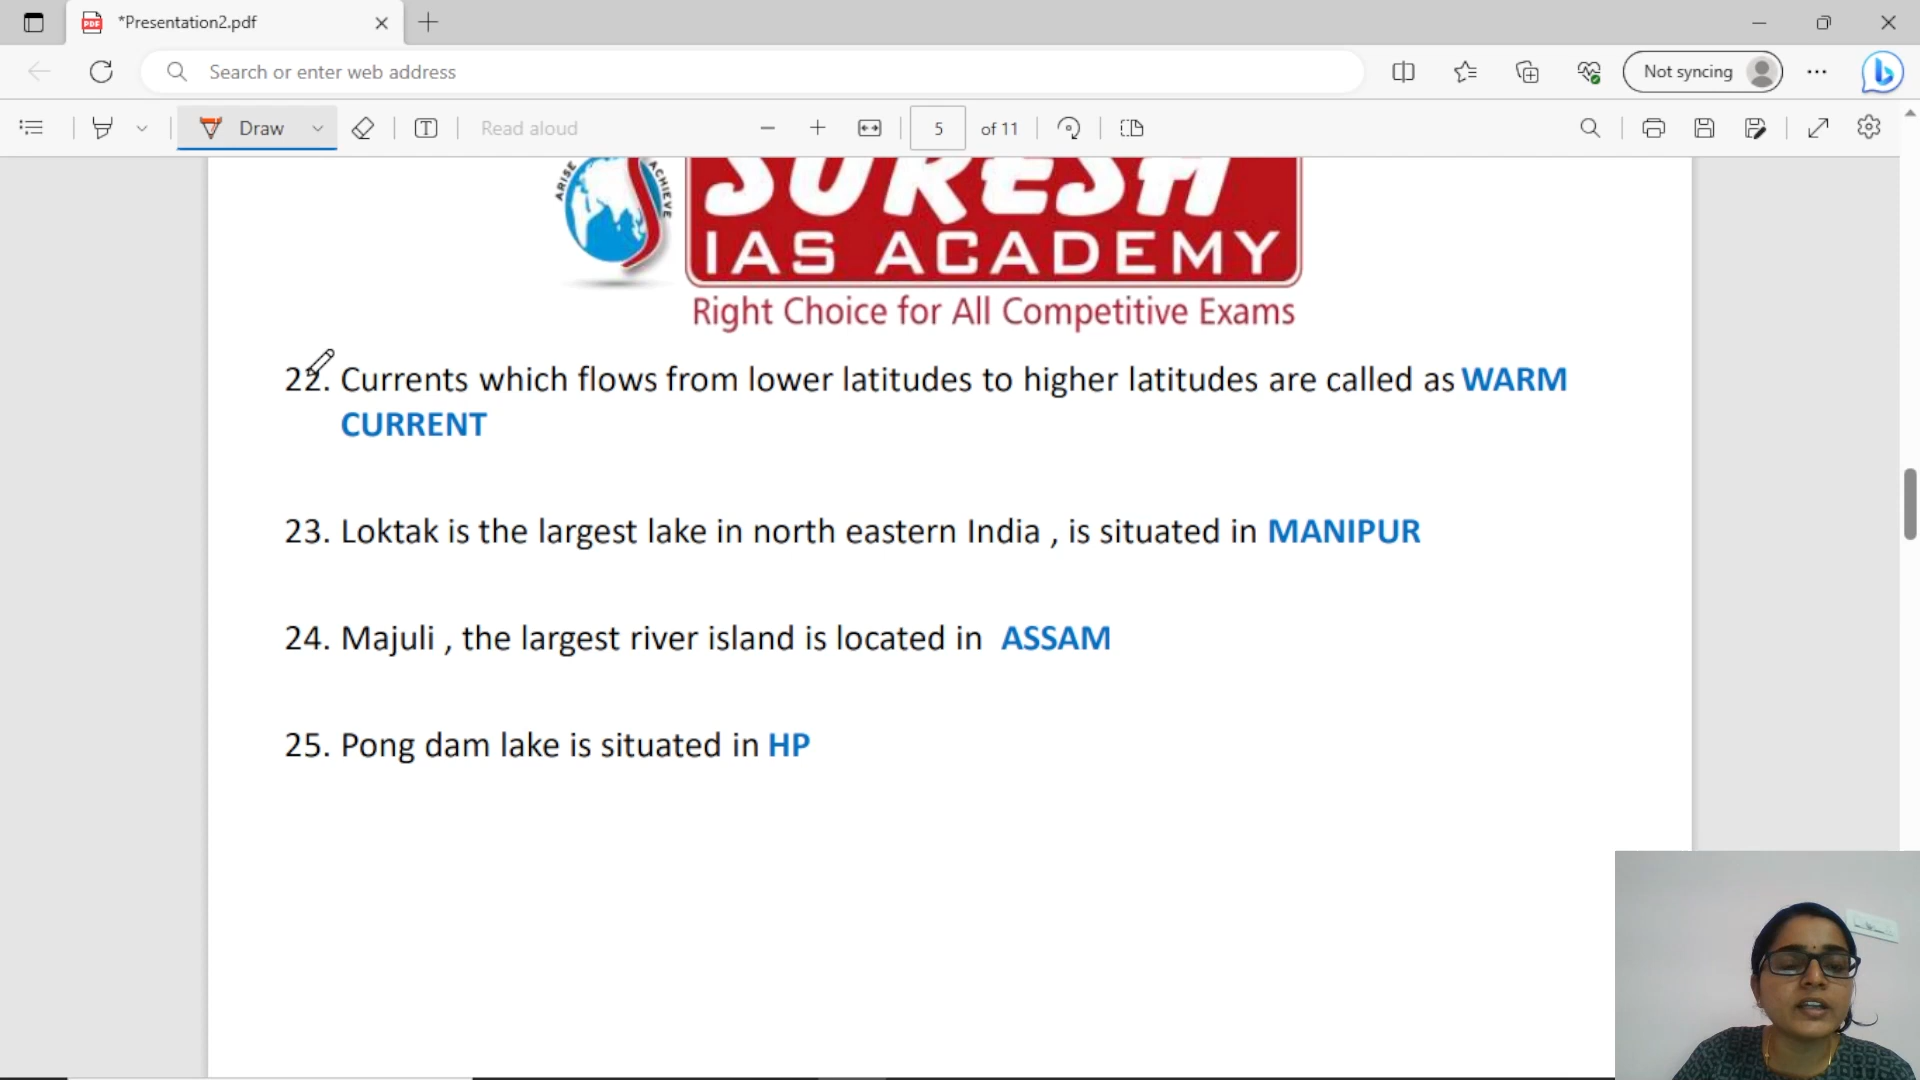 *Presentation2.pdf
Search or enter web address
Not syncing
Draw
Read aloud
5
of 11
ARISE
ACHIEVE
SURESH
IAS ACADEMY
Right Choice for All Competitive Exams
22. Currents which flows from lower latitudes to higher latitudes are called as WARM
CURRENT
23. Loktak is the largest lake in north eastern India , is situated in MANIPUR
24. Majuli , the largest river island is located in ASSAM
25. Pong dam lake is situated in HP